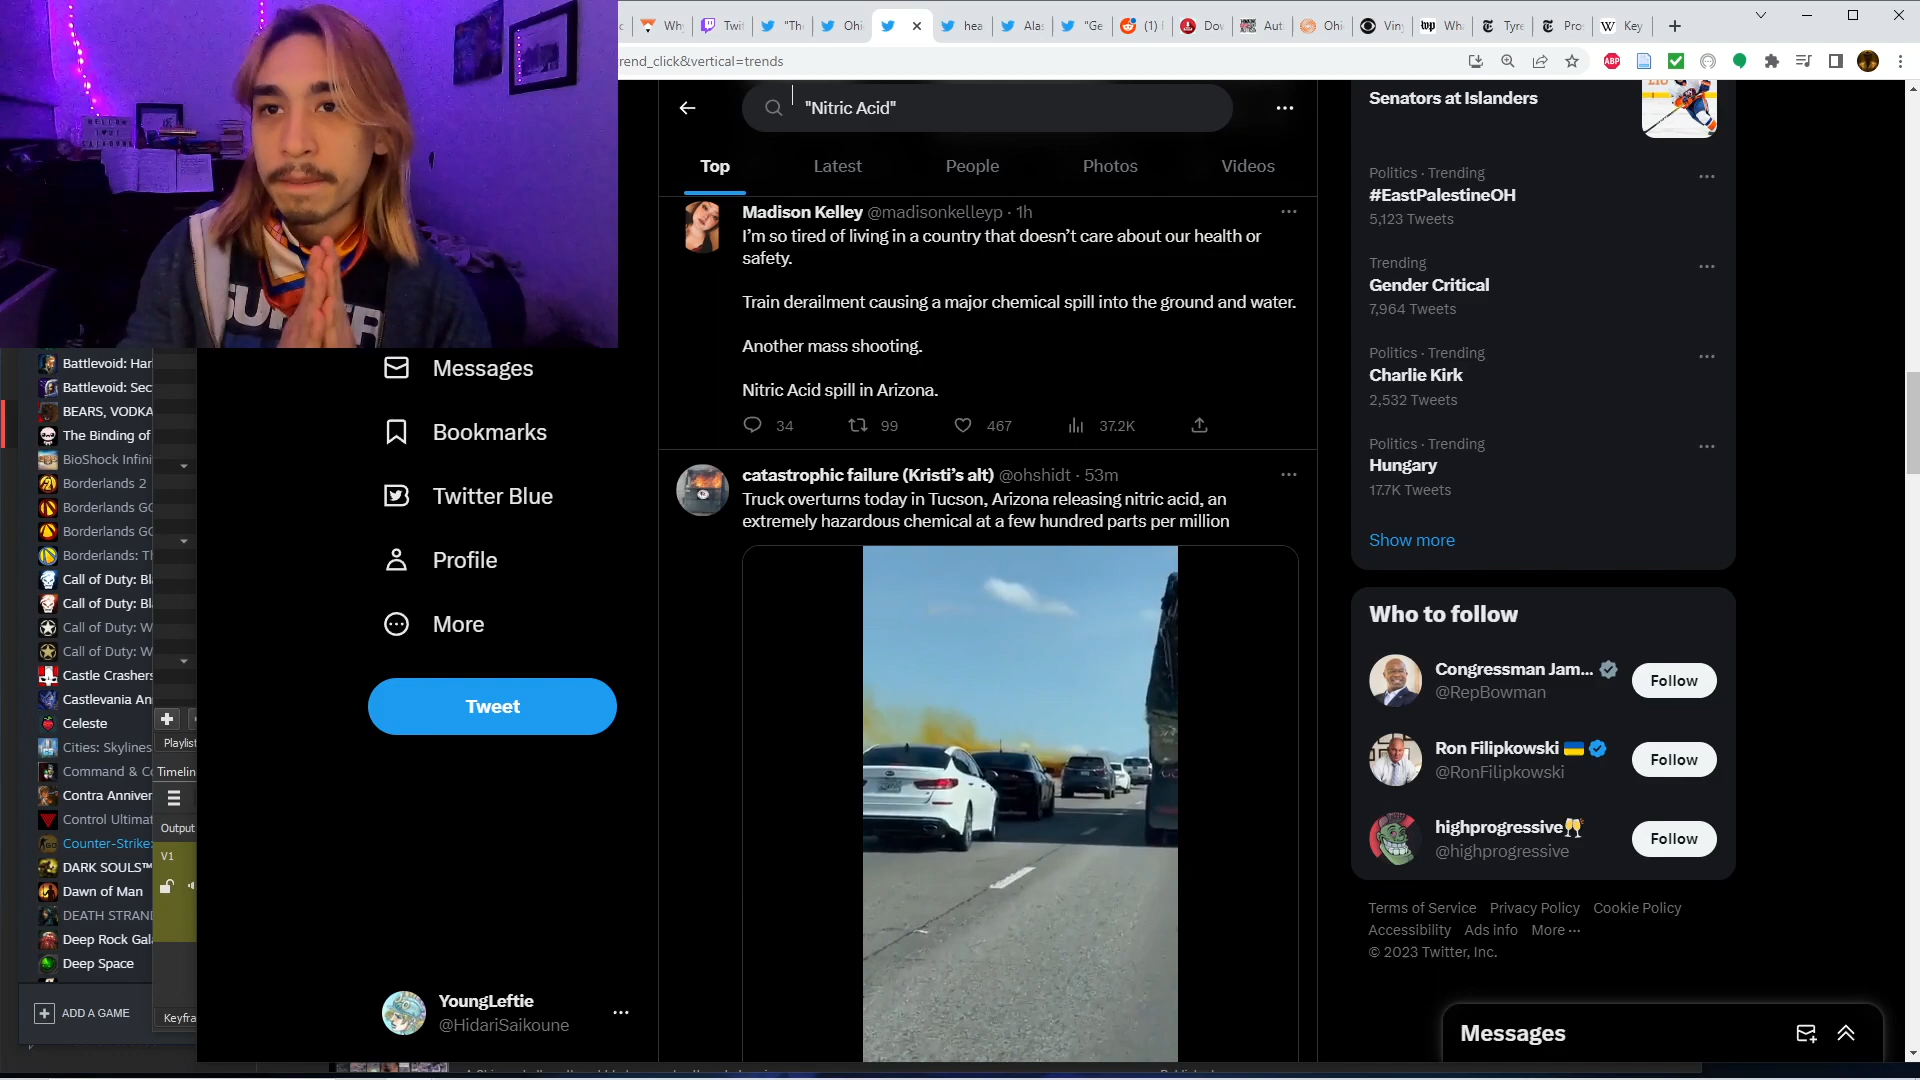 Why
Twit
"The
Ohi
hea
Alas
"Ge
(1)
Dov
Aut
Ohi
Viny
Wh
Tyre
Pro
Key
rend_click&vertical=trends
ABP
"Nitric Acid"
Top
Latest
People
Photos
Videos
Madison Kelley @madisonkelleyp · 1h
I'm so tired of living in a country that doesn't care about our health or
safety.
Train derailment causing a major chemical spill into the ground and water.
Another mass shooting.
Nitric Acid spill in Arizona.
34
99
467
37.2K
catastrophic failure (Kristi's alt) @ohshidt · 53m
Truck overturns today in Tucson, Arizona releasing nitric acid, an
extremely hazardous chemical at a few hundred parts per million
Messages
Bookmarks
Twitter Blue
Profile
More
Tweet
YoungLeftie
@HidariSaikoune
Battlevoid: Har
Battlevoid: Sec
BEARS, VODKA
The Binding of
BioShock Infini
Borderlands 2
Borderlands GO
Borderlands GO
Borderlands: Th
Call of Duty: Bl
Call of Duty: Bl
Call of Duty: W
Call of Duty: W
Castle Crashers
Castlevania An
Celeste
Cities: Skylines
Command & Co
Contra Anniver
Control Ultimat
Counter-Strike:
DARK SOULS™
Dawn of Man
DEATH STRAND
Deep Rock Gal
Deep Space
ADD A GAME
Playlist
Timelin
Output
V1
Keyfra
Senators at Islanders
Politics · Trending
#EastPalestineOH
5,123 Tweets
Trending
Gender Critical
7,964 Tweets
Politics · Trending
Charlie Kirk
2,532 Tweets
Politics · Trending
Hungary
17.7K Tweets
Show more
Who to follow
Congressman Jam...
@RepBowman
Follow
Ron Filipkowski
@RonFilipkowski
Follow
highprogressive
@highprogressive
Follow
Terms of Service Privacy Policy Cookie Policy
Accessibility Ads info More ···
© 2023 Twitter, Inc.
Messages